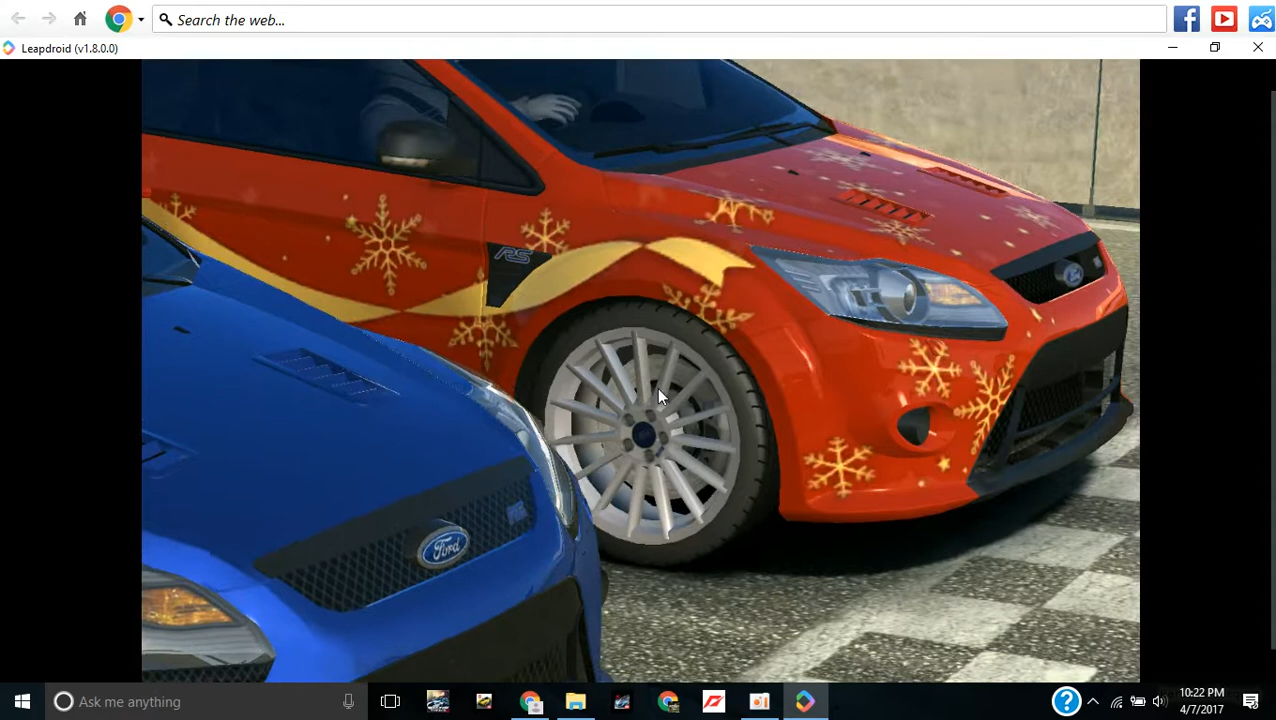 Search the web...
Leapdroid (v1.8.0.0)
RS
Ford
Ask me anything
10:22 PM
4/7/2017